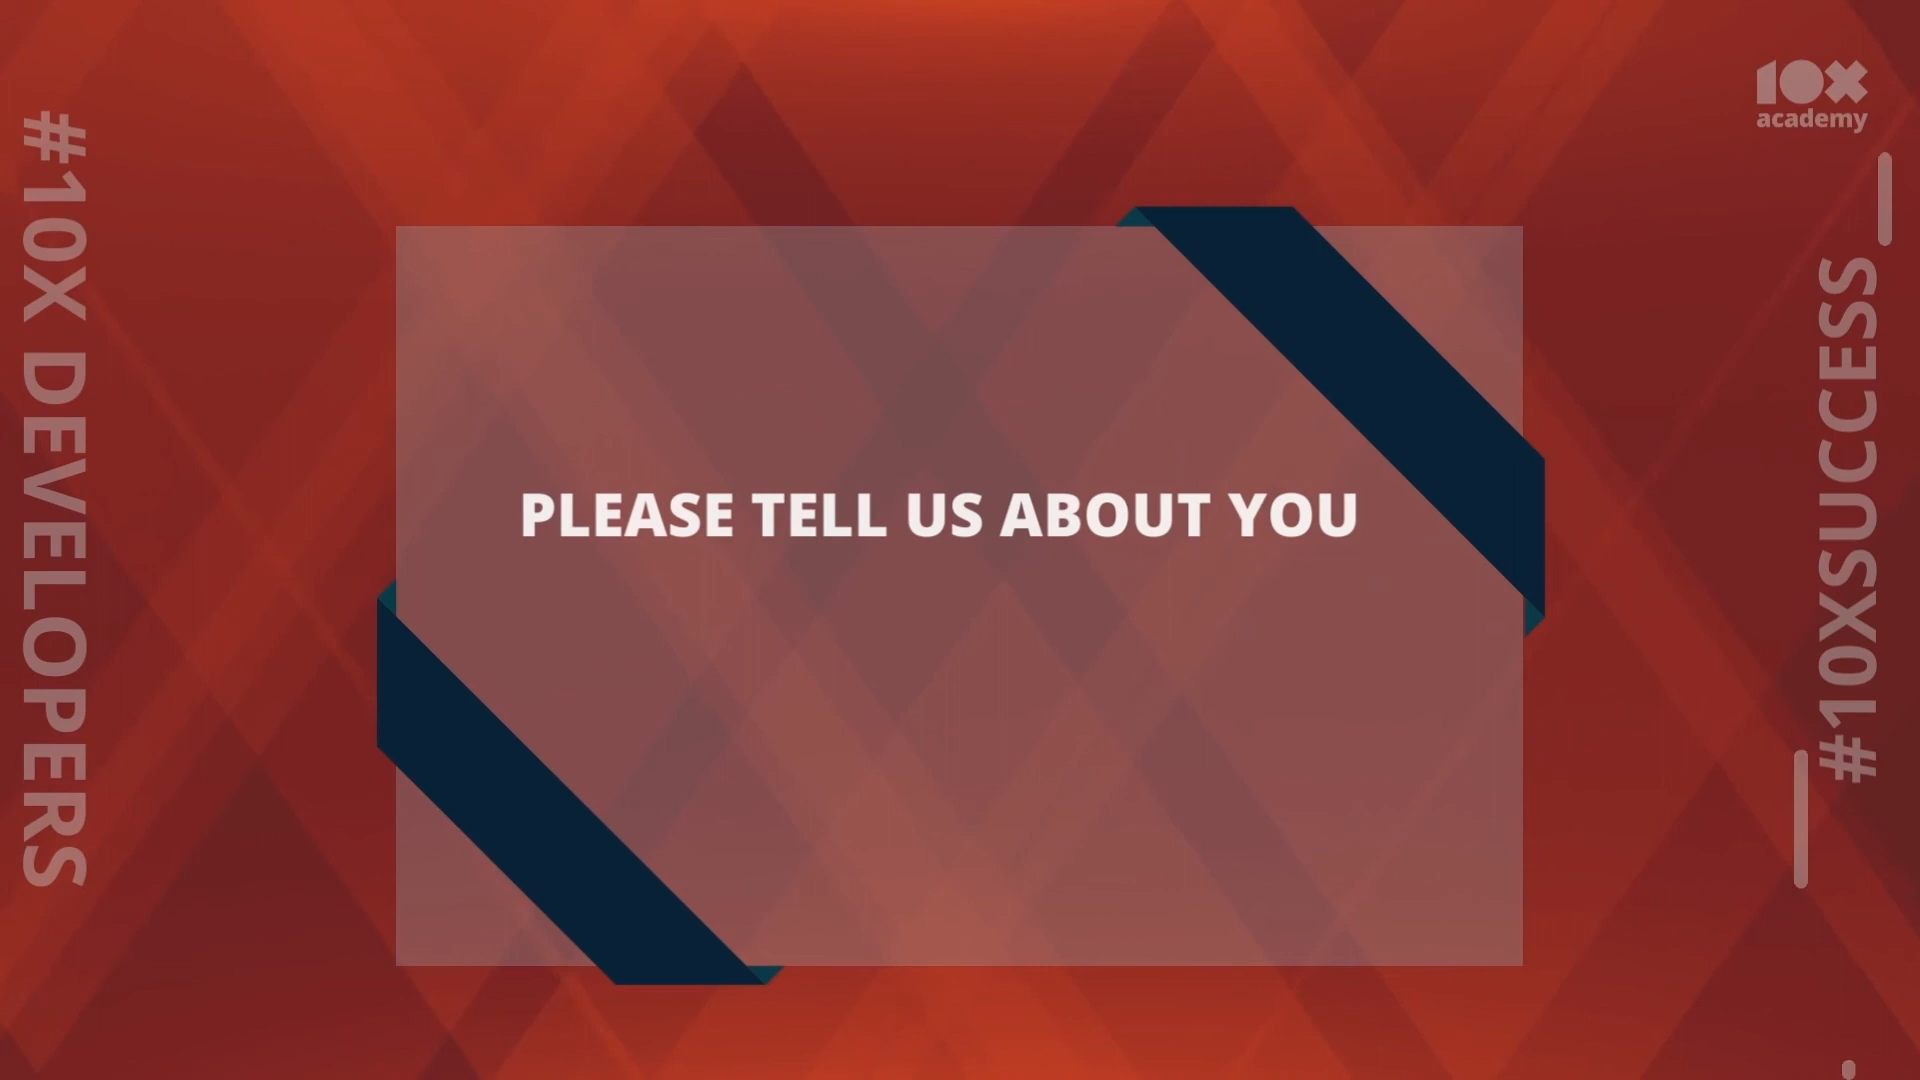 #10X DEVELOPERS
10x
academy
PLEASE TELL US ABOUT YOU
#10XSUCCESS